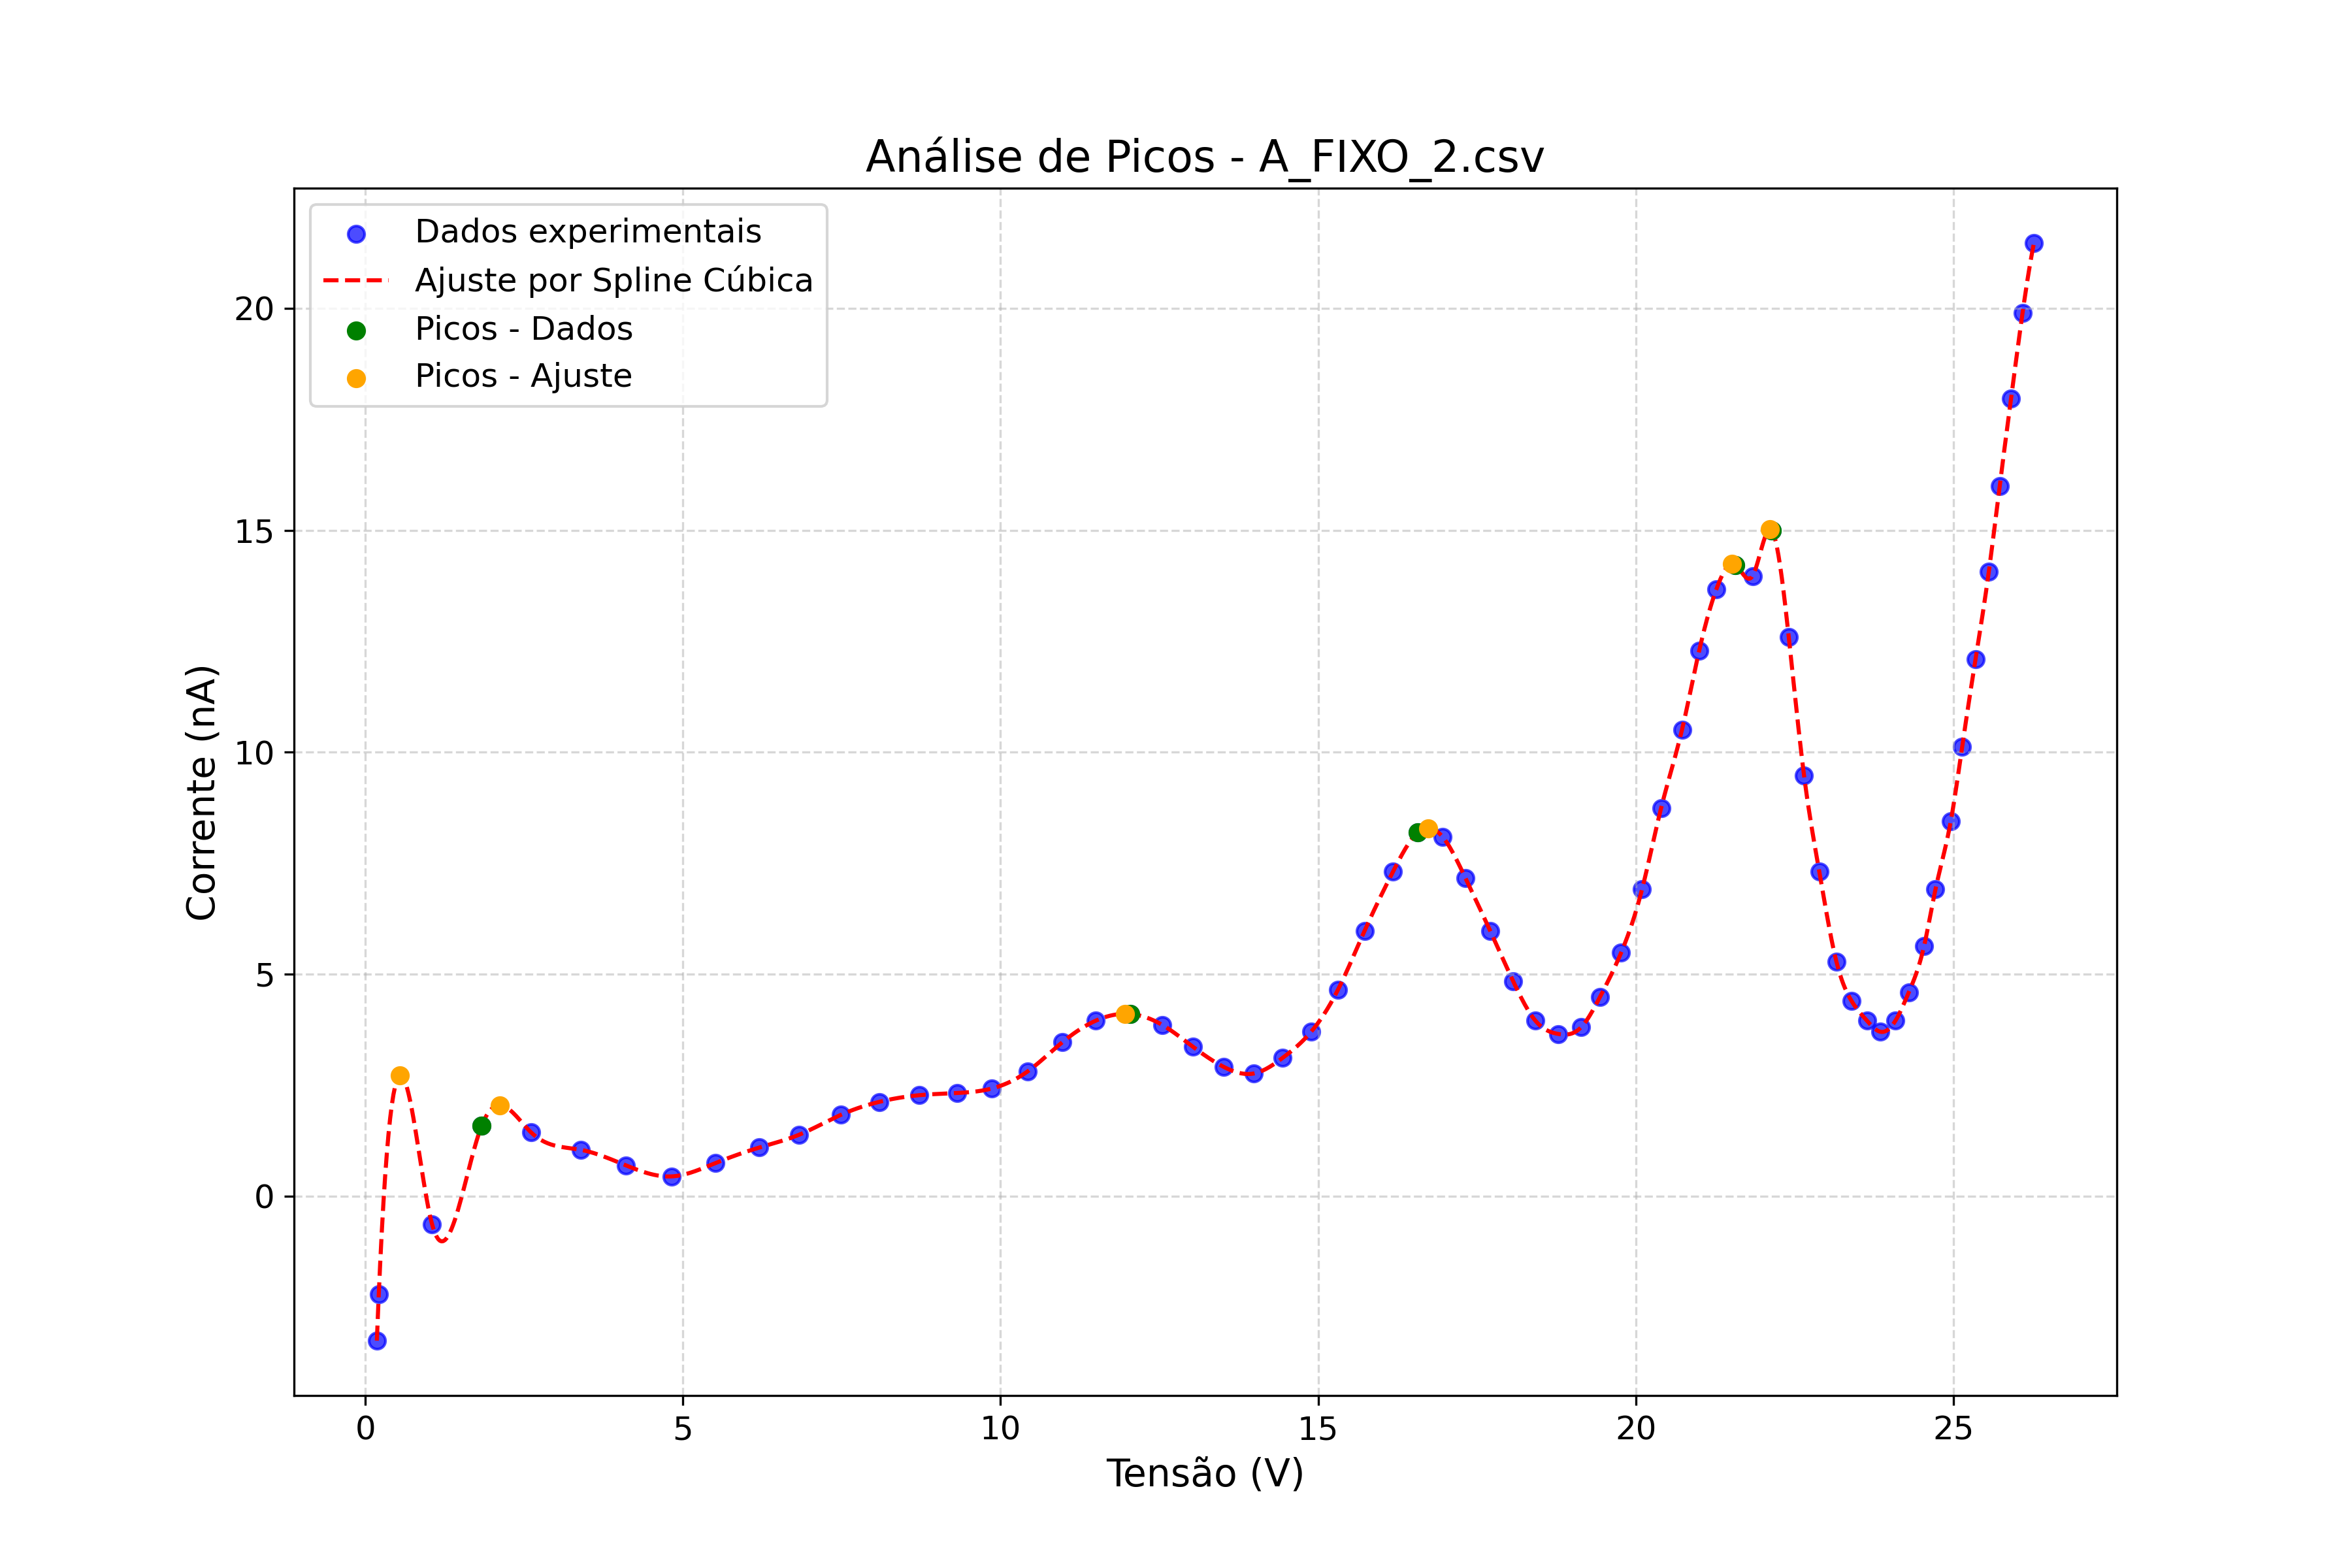 Análise de Picos - A_FIXO_2.csv
Dados experimentais
Ajuste por Spline Cúbica
Picos - Dados
Picos - Ajuste
Corrente (nA)
20
15
10
5
0
0 5 10 15 20 25
Tensão (V)